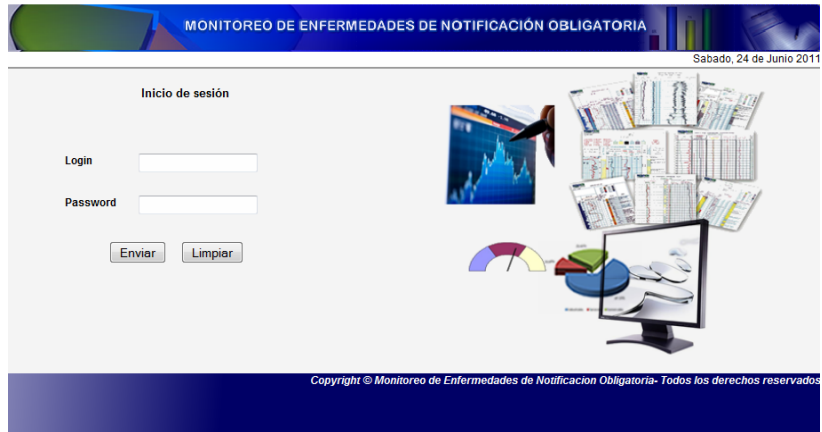 MONITOREO DE ENFERMEDADES DE NOTIFICACIÓN OBLIGATORIA
Sabado, 24 de Junio 2011
Inicio de sesión
Login
Password
Enviar Limpiar
Copyright © Monitoreo de Enfermedades de Notificacion Obligatoria- Todos los derechos reservados